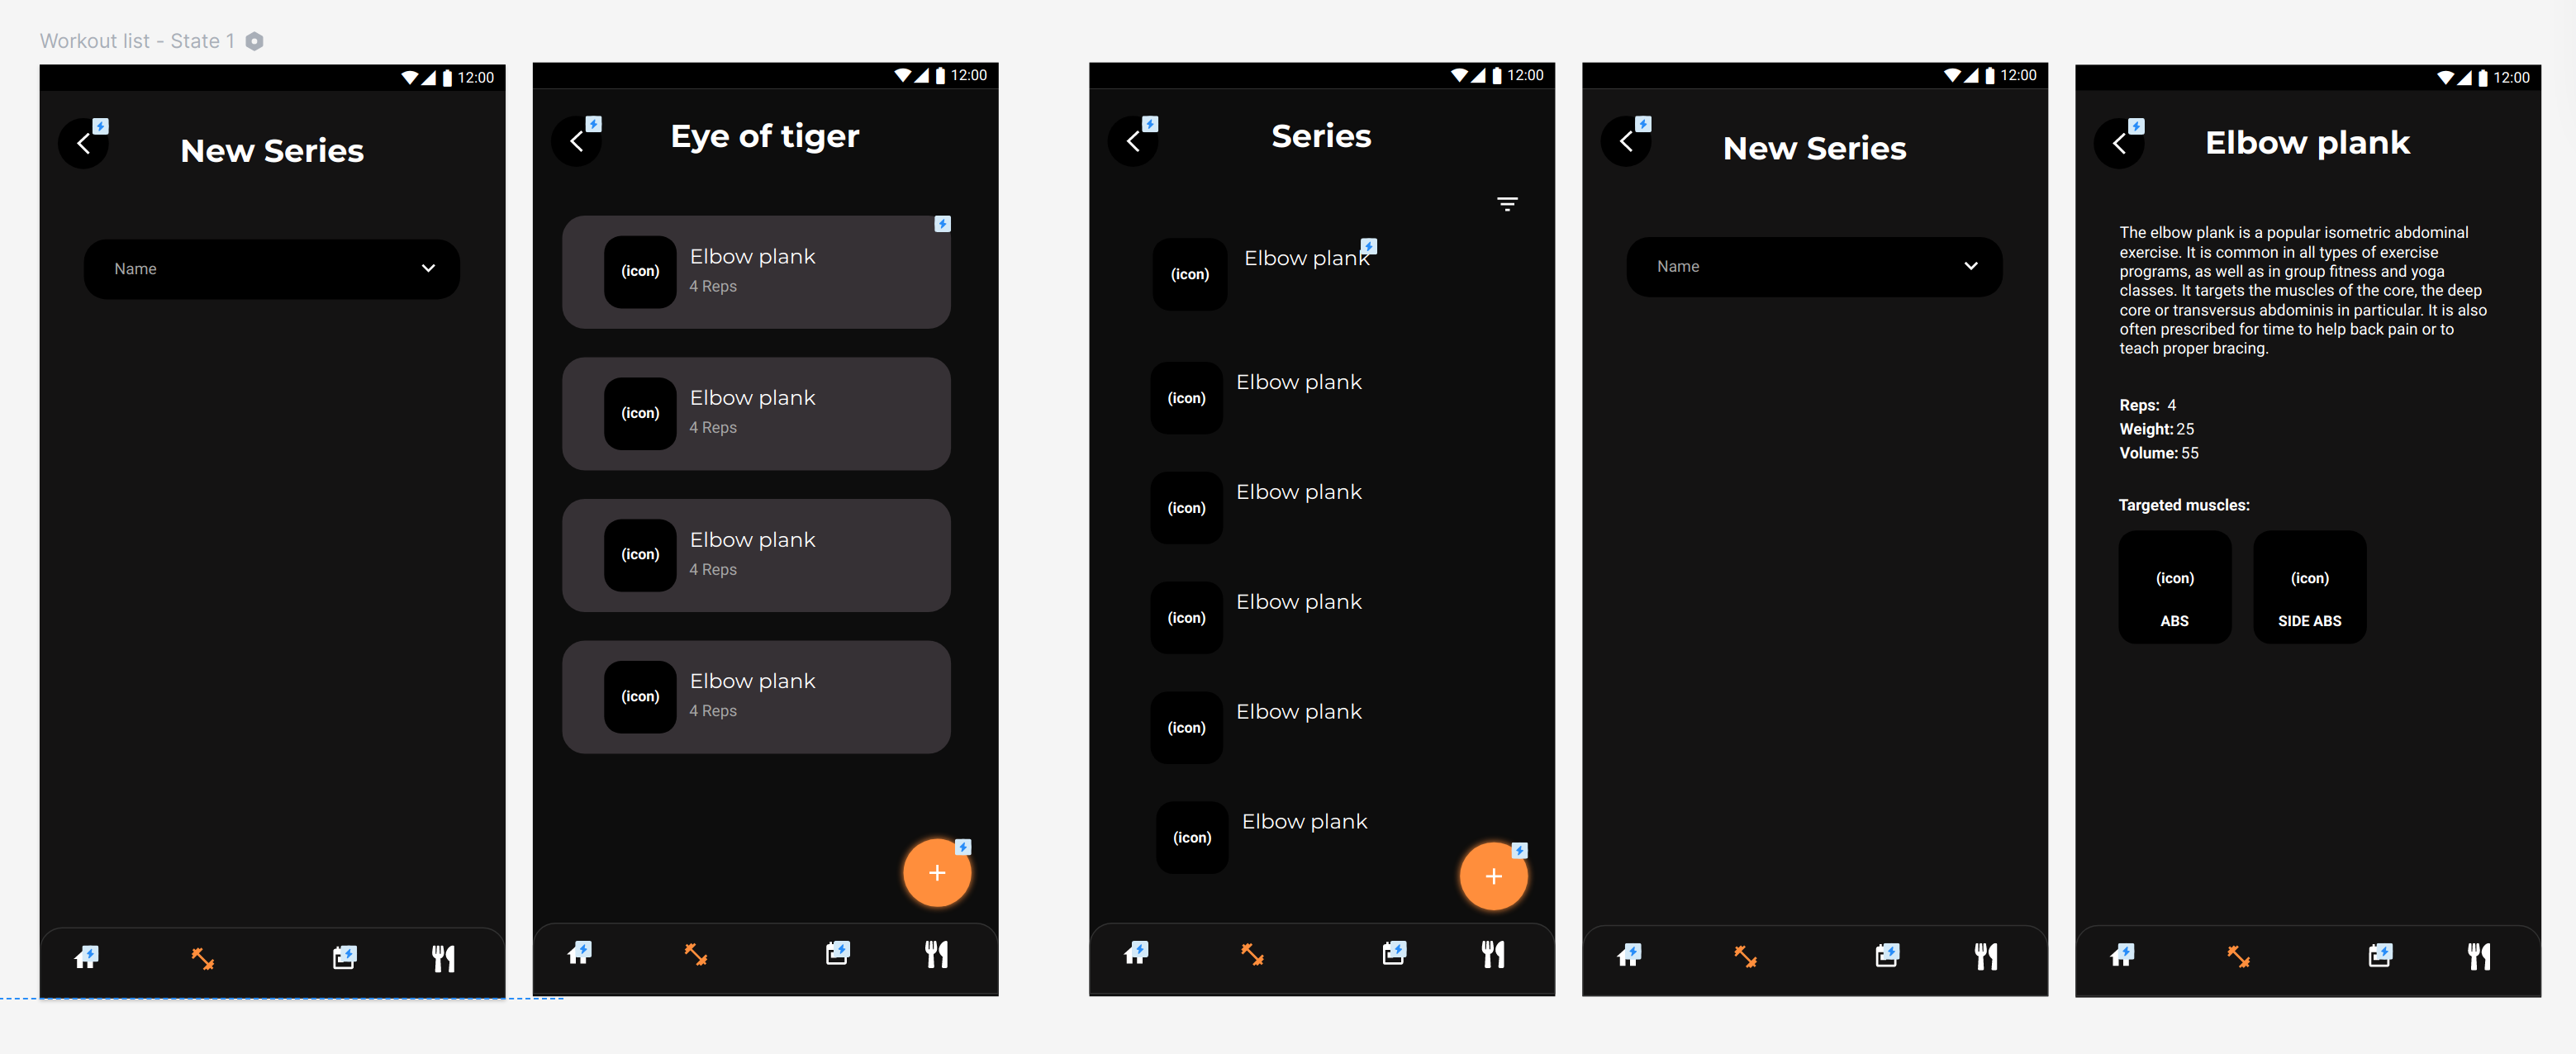 Workout list - State 1
12:00
New Series
Name
12:00
Eye of tiger
(icon)
Elbow plank
4 Reps
(icon)
Elbow plank
4 Reps
(icon)
Elbow plank
4 Reps
(icon)
Elbow plank
4 Reps
+
12:00
Series
(icon)
Elbow plank
(icon)
Elbow plank
(icon)
Elbow plank
(icon)
Elbow plank
(icon)
Elbow plank
(icon)
Elbow plank
+
12:00
New Series
Name
12:00
Elbow plank
The elbow plank is a popular isometric abdominal
exercise. It is common in all types of exercise
programs, as well as in group fitness and yoga
classes. It targets the muscles of the core, the deep
core or transversus abdominis in particular. It is also
often prescribed for time to help back pain or to
teach proper bracing.
Reps: 4
Weight: 25
Volume: 55
Targeted muscles:
(icon)
ABS
(icon)
SIDE ABS